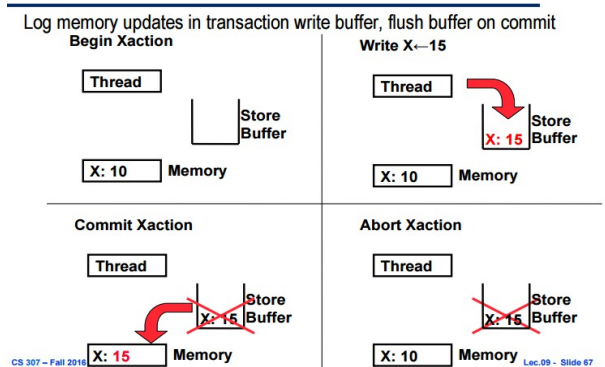 Log memory updates in transaction write buffer, flush buffer on commit
Begin Xaction
Thread
Store
Buffer
X: 10 Memory
Write X←15
Thread
Store
X: 15 Buffer
X: 10 Memory
Commit Xaction
Thread
Store
X: 15 Buffer
X: 15 Memory
Abort Xaction
Thread
Store
X: 15 Buffer
X: 10 Memory
CS 307 – Fall 2016
Lec.09 - Slide 67